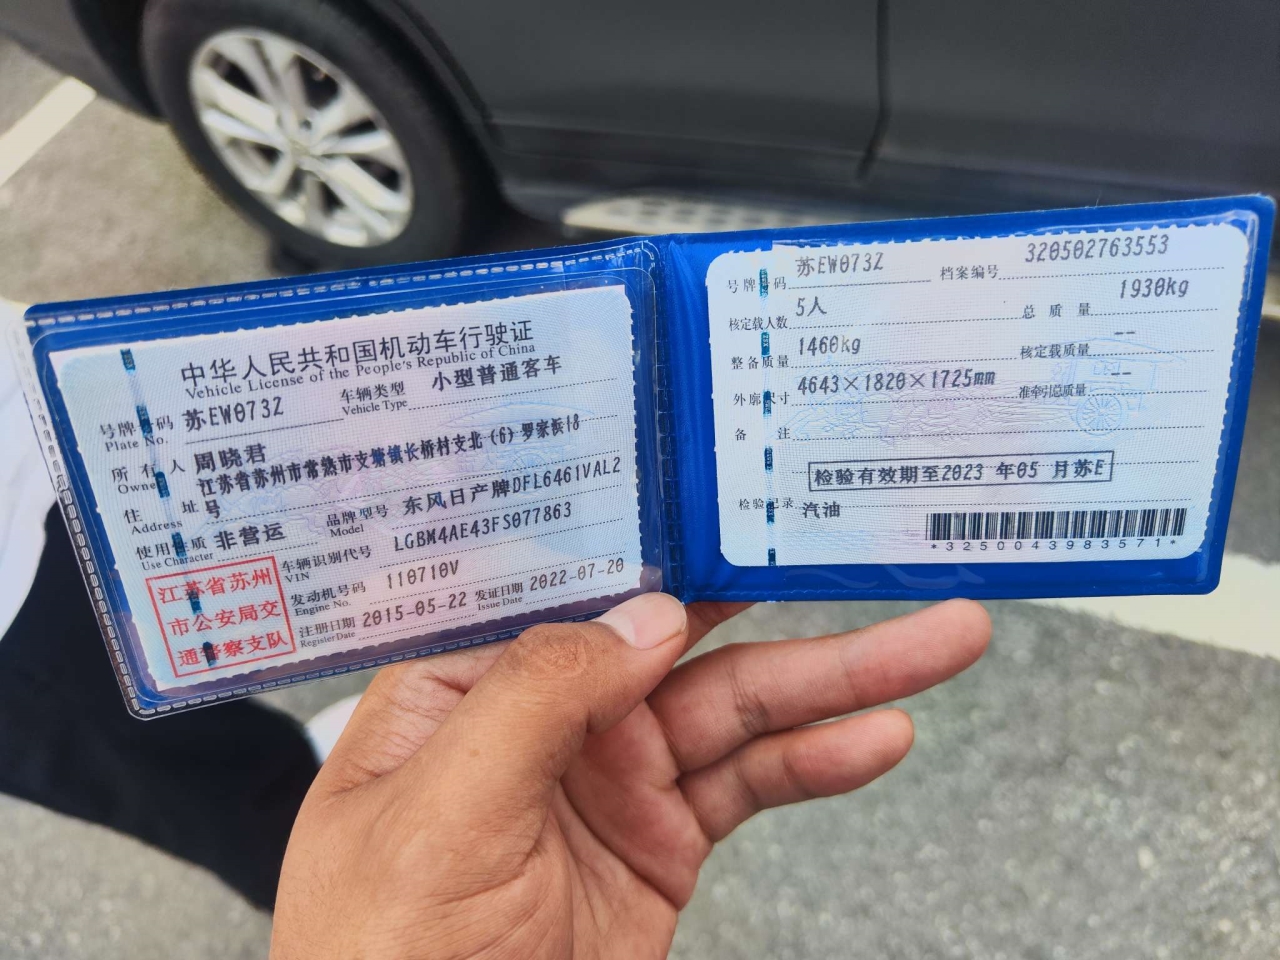 中华人民共和国机动车行驶证
Vehicle License of the People's Republic of China
号牌号码 苏EW073Z 车辆类型 小型普通客车
Plate No. Vehicle Type
所有人 周晓君
Owner
住址 江苏省苏州市常熟市支塘镇长桥村支北(6)罗家浜18
Address 号
使用性质 非营运 品牌型号 东风日产牌DFL6461VAL2
Use Character Model
江苏省苏州
市公安局交
通警察支队
车辆识别代号 LGBM4AE43FS077863
VIN
发动机号码 110710V
Engine No.
注册日期 2015-05-22 发证日期 2022-07-20
Register Date Issue Date
号牌号码 苏EW073Z 档案编号 320502763553
核定载人数 5人 总质量 1930kg
整备质量 1460kg 核定载质量 --
外廓尺寸 4643×1820×1725mm 准牵引总质量 --
备注
检验有效期至2023年05月苏E
检验记录 汽油
*3250043983571*